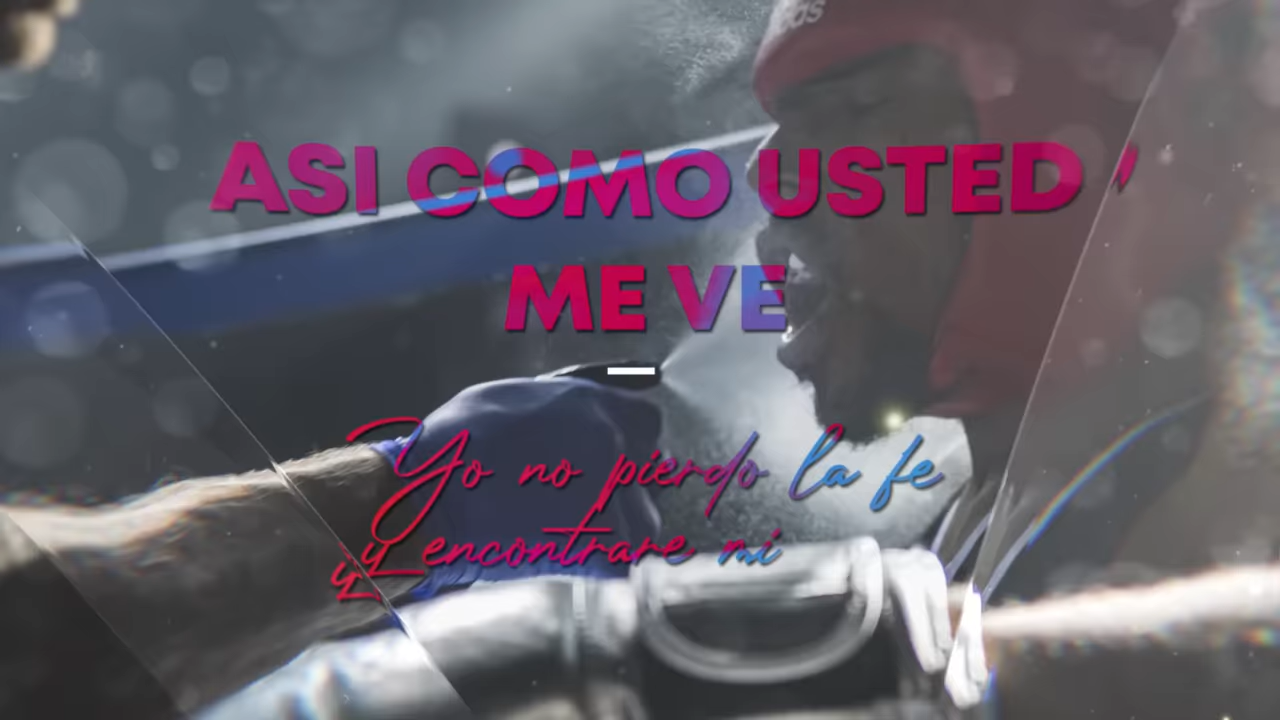 ASI COMO USTED
ME VE
Yo no pierdo la fe
y encontrare mi